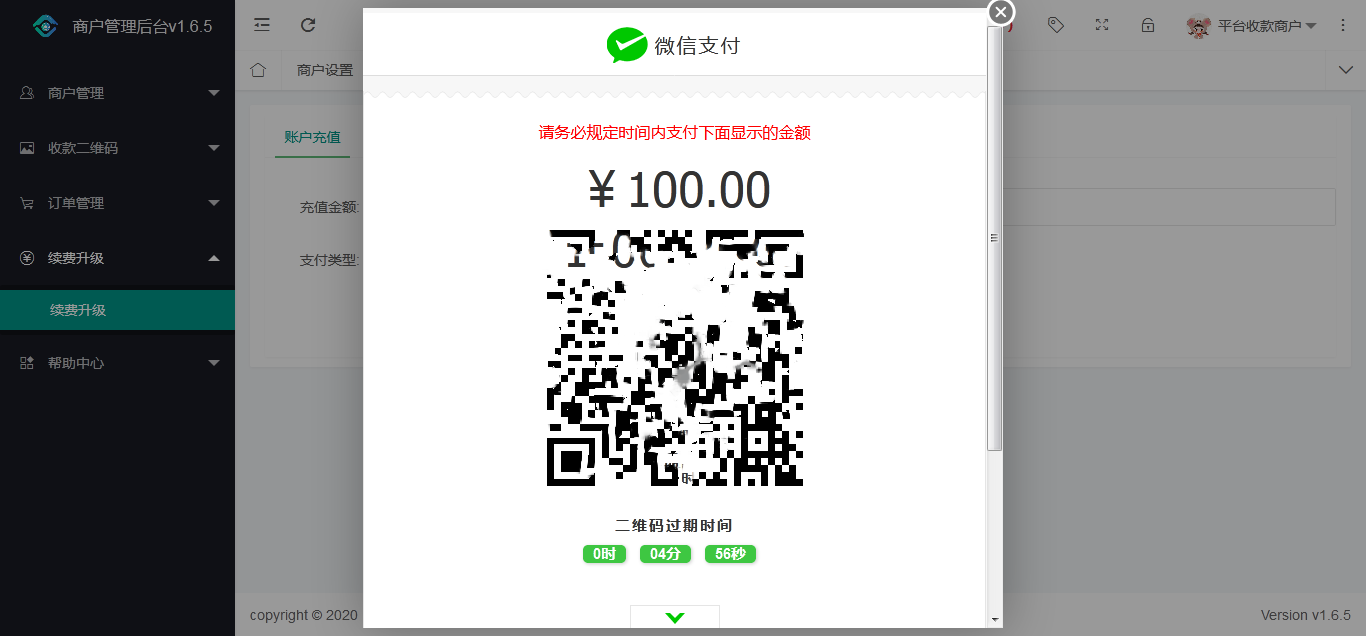 商户管理后台v1.6.5
商户管理
收款二维码
订单管理
续费升级
续费升级
帮助中心
平台收款商户
商户设置
账户充值
充值金额:
支付类型:
微信支付
请务必规定时间内支付下面显示的金额
¥ 100.00
二维码过期时间
0时 04分 56秒
copyright © 2020
Version v1.6.5